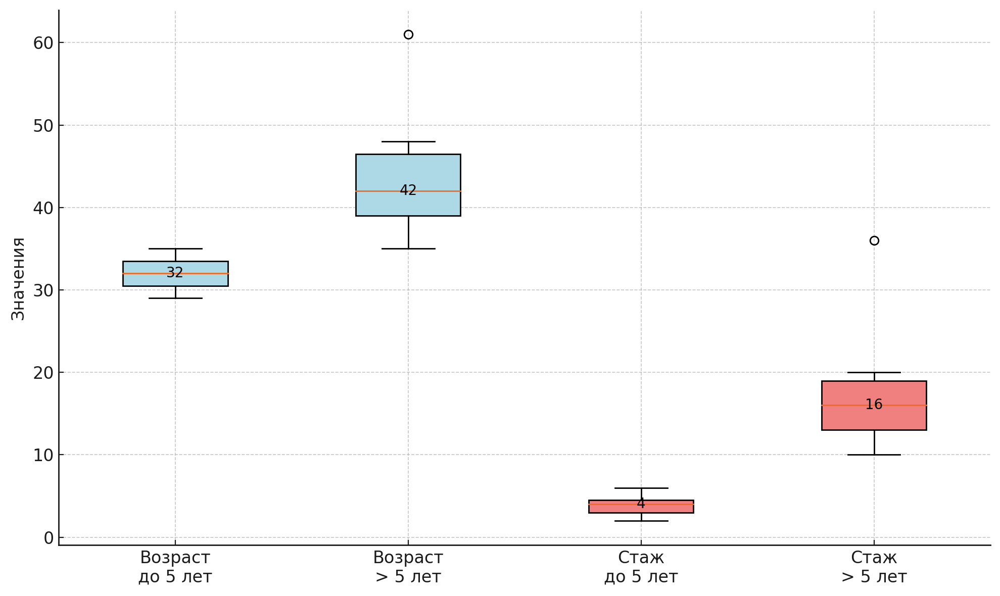 Значения
60
50
40
30
20
10
0
32
42
4
16
Возраст
до 5 лет
Возраст
> 5 лет
Стаж
до 5 лет
Стаж
> 5 лет